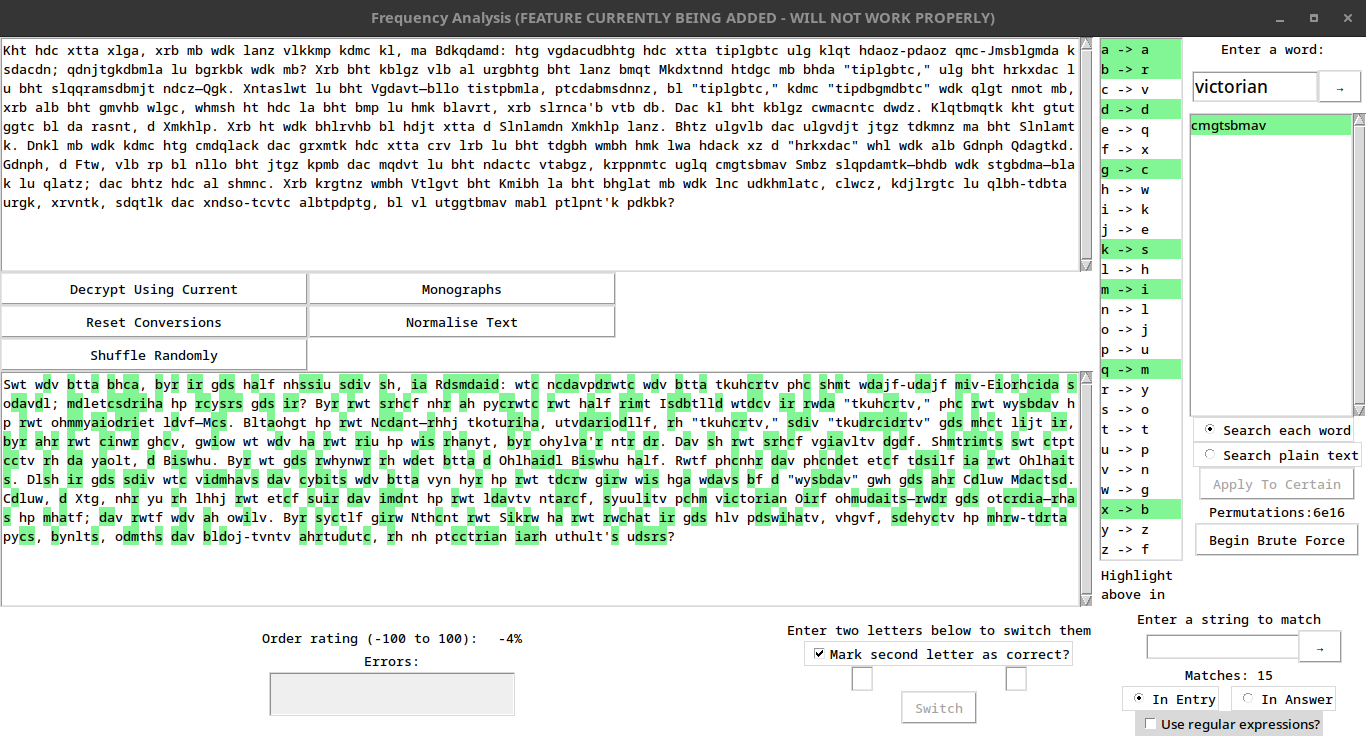 Frequency Analysis (FEATURE CURRENTLY BEING ADDED - WILL NOT WORK PROPERLY)
Kht hdc xtta xlga, xrb mb wdk lanz vlkkmp kdmc kl, ma Bdkqdamd: htg vgdacudbhtg hdc xtta tiplgbtc ulg klqt hdaoz-pdaoz qmc-Jmsblgmda k
sdacdn; qdnjtgkdbmla lu bgrkbk wdk mb? Xrb bht kblgz vlb al urgbhtg bht lanz bmqt Mkdxtnnd htdgc mb bhda "tiplgbtc," ulg bht hrkxdac l
u bht slqqramsdbmjt ndcz—Qgk. Xntaslwt lu bht Vgdavt—bllo tistpbmla, ptcdabmsdnnz, bl "tiplgbtc," kdmc "tipdbgmdbtc" wdk qlgt nmot mb,
xrb alb bht gmvhb wlgc, whmsh ht hdc la bht bmp lu hmk blavrt, xrb slrnca'b vtb db. Dac kl bht kblgz cwmacntc dwdz. Klqtbmqtk kht gtut
ggtc bl da rasnt, d Xmkhlp. Xrb ht wdk bhlrvhb bl hdjt xtta d Slnlamdn Xmkhlp lanz. Bhtz ulgvlb dac ulgvdjt jtgz tdkmnz ma bht Slnlamt
k. Dnkl mb wdk kdmc htg cmdqlack dac grxmtk hdc xtta crv lrb lu bht tdgbh wmbh hmk lwa hdack xz d "hrkxdac" whl wdk alb Gdnph Qdagtkd.
Gdnph, d Ftw, vlb rp bl nllo bht jtgz kpmb dac mqdvt lu bht ndactc vtabgz, krppnmtc uglq cmgtsbmav Smbz slqpdamtk—bhdb wdk stgbdma—bla
k lu qlatz; dac bhtz hdc al shmnc. Xrb krgtnz wmbh Vtlgvt bht Kmibh la bht bhglat mb wdk lnc udkhmlatc, clwcz, kdjlrgtc lu qlbh-tdbta
urgk, xrvntk, sdqtlk dac xndso-tcvtc albtpdptg, bl vl utggtbmav mabl ptlpnt'k pdkbk?
Decrypt Using Current
Monographs
Reset Conversions
Normalise Text
Shuffle Randomly
Swt wdv btta bhca, byr ir gds half nhssiu sdiv sh, ia Rdsmdaid: wtc ncdavpdrwtc wdv btta tkuhcrtv phc shmt wdajf-udajf miv-Eiorhcida s
odavdl; mdletcsdriha hp rcysrs gds ir? Byr rwt srhcf nhr ah pycrwtc rwt half rimt Isdbtlld wtdcv ir rwda "tkuhcrtv," phc rwt wysbdav h
p rwt ohmmyaiodriet ldvf—Mcs. Bltaohgt hp rwt Ncdant—rhhj tkoturiha, utvdariodllf, rh "tkuhcrtv," sdiv "tkudrcidrtv" gds mhct lijt ir,
byr ahr rwt cinwr ghcv, gwiow wt wdv ha rwt riu hp wis rhanyt, byr ohylva'r ntr dr. Dav sh rwt srhcf vgiavltv dgdf. Shmtrimts swt ctpt
cctv rh da yaolt, d Biswhu. Byr wt gds rwhynwr rh wdet btta d Ohlhaidl Biswhu half. Rwtf phcnhr dav phcndet etcf tdsilf ia rwt Ohlhait
s. Dlsh ir gds sdiv wtc vidmhavs dav cybits wdv btta vyn hyr hp rwt tdcrw girw wis hga wdavs bf d "wysbdav" gwh gds ahr Cdluw Mdactsd.
Cdluw, d Xtg, nhr yu rh lhhj rwt etcf suir dav imdnt hp rwt ldavtv ntarcf, syuulitv pchm victorian Oirf ohmudaits—rwdr gds otcrdia—rha
s hp mhatf; dav rwtf wdv ah owilv. Byr syctlf girw Nthcnt rwt Sikrw ha rwt rwchat ir gds hlv pdswihatv, vhgvf, sdehyctv hp mhrw-tdrta
pycs, bynlts, odmths dav bldoj-tvntv ahrtudutc, rh nh ptcctrian iarh uthult's udsrs?
a -> a
b -> r
c -> v
d -> d
e -> q
f -> x
g -> c
h -> w
i -> k
j -> e
k -> s
l -> h
m -> i
n -> l
o -> j
p -> u
q -> m
r -> y
s -> o
t -> t
u -> p
v -> n
w -> g
x -> b
y -> z
z -> f
Highlight
above in
Enter a word:
victorian
→
cmgtsbmav
Search each word
Search plain text
Apply To Certain
Permutations:6e16
Begin Brute Force
Order rating (-100 to 100): -4%
Errors:
Enter two letters below to switch them
Mark second letter as correct?
Switch
Enter a string to match
→
Matches: 15
In Entry
In Answer
Use regular expressions?